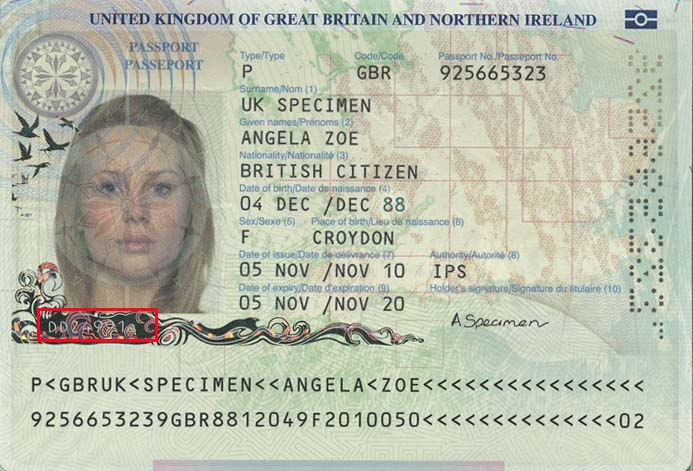 UNITED KINGDOM OF GREAT BRITAIN AND NORTHERN IRELAND
PASSPORT
PASSEPORT
Type/Type Code/Code Passport No./Passeport No.
P GBR 925665323
Surname/Nom (1)
UK SPECIMEN
Given names/Prénoms (2)
ANGELA ZOE
Nationality/Nationalité (3)
BRITISH CITIZEN
Date of birth/Date de naissance (4)
04 DEC /DEC 88
Sex/Sexe (5) Place of birth/Lieu de naissance (6)
F CROYDON
Date of issue/Date de délivrance (7) Authority/Autorité (8)
05 NOV /NOV 10 IPS
Date of expiry/Date d'expiration (9) Holder's signature/Signature du titulaire (10)
05 NOV /NOV 20
A Specimen
P<GBRUK<SPECIMEN<<ANGELA<ZOE<<<<<<<<<<<<<<<<
9256653239GBR8812049F2010050<<<<<<<<<<<<<<02